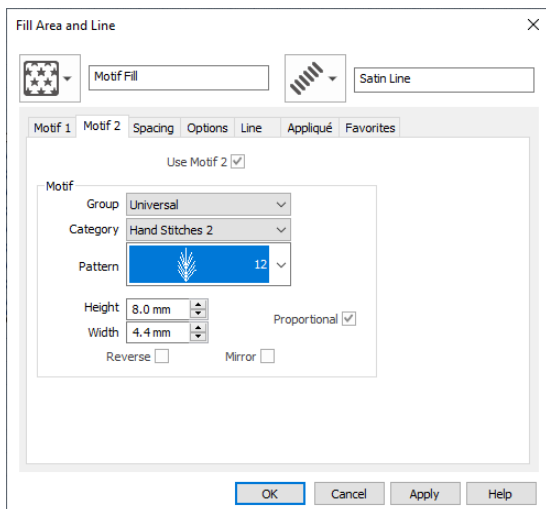 Fill Area and Line
Motif Fill
Satin Line
Motif 1 Motif 2 Spacing Options Line Appliqué Favorites
Use Motif 2
Motif
Group Universal
Category Hand Stitches 2
Pattern 12
Height 8.0 mm
Proportional
Width 4.4 mm
Reverse Mirror
OK Cancel Apply Help